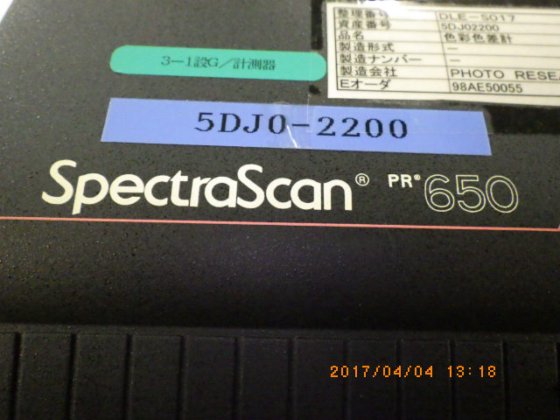 整理番号 DLE-S017
資産番号 5DJ02200
品名 色彩色差計
製造形式 －
製造ナンバー －
製造会社 PHOTO RESEA
Eオーダ 98AE50055
3－1設G／計測器
5DJ0-2200
SpectraScan® PR®650
2017/04/04 13:18